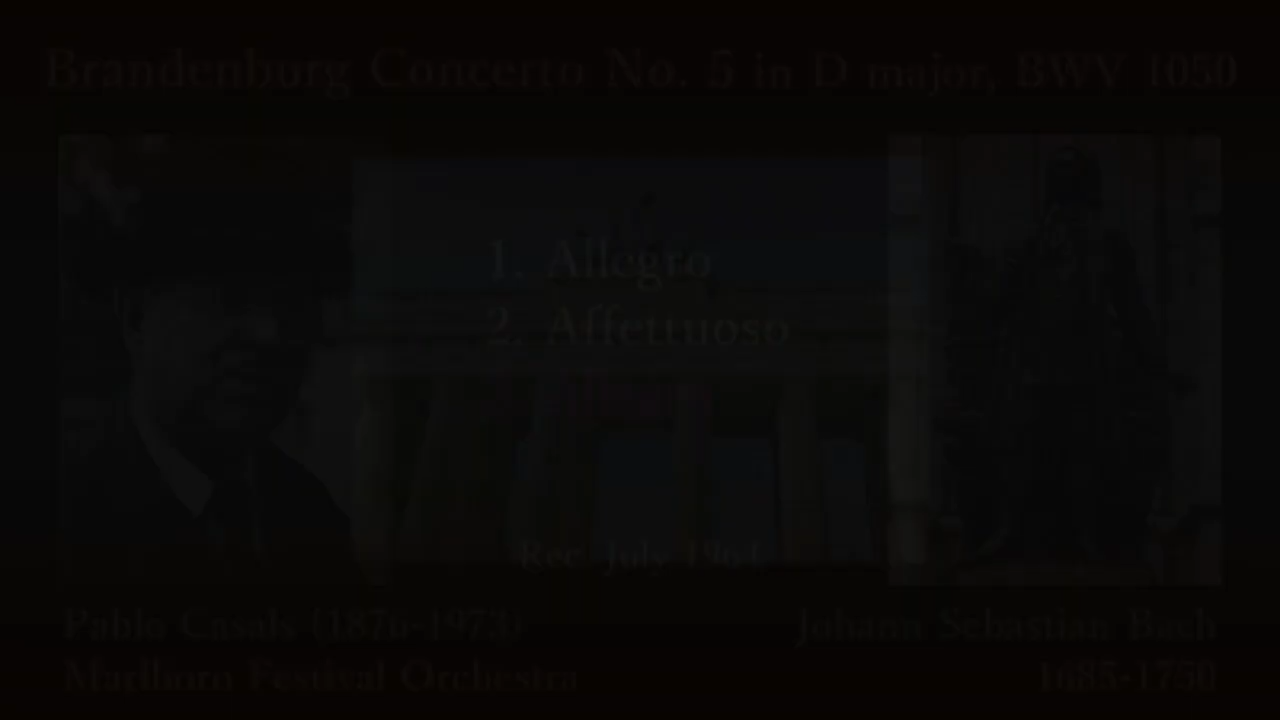 Brandenburg Concerto No. 5 in D major, BWV 1050
1. Allegro
2. Affettuoso
Rec. July 1964
Pablo Casals (1876-1973)
Johann Sebastian Bach
Marlboro Festival Orchestra
1685-1750